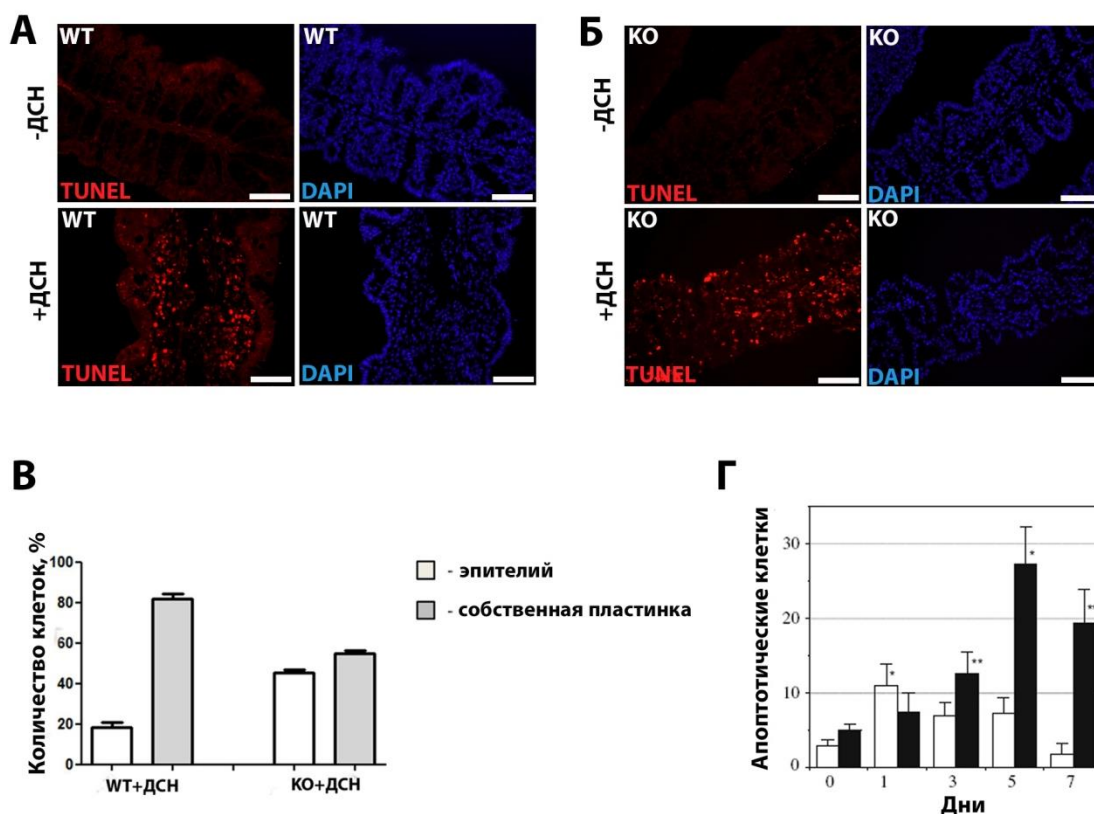 А
Б
WT
WT
KO
KO
-ДСН
-ДСН
TUNEL
DAPI
TUNEL
DAPI
WT
WT
KO
KO
+ДСН
+ДСН
TUNEL
DAPI
TUNEL
DAPI
В
Количество клеток, %
100
80
60
40
20
0
WT+ДСН
KO+ДСН
- эпителий
- собственная пластинка
Г
Апоптотические клетки
30
20
10
0
*
**
*
**
0
1
3
5
7
Дни